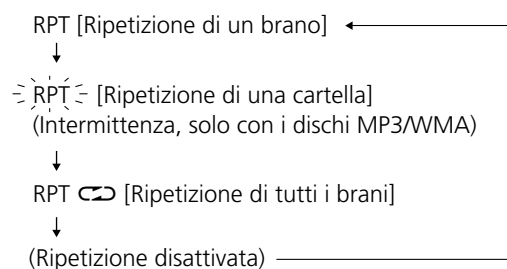 RPT [Ripetizione di un brano]
RPT [Ripetizione di una cartella]
(Intermittenza, solo con i dischi MP3/WMA)
RPT [Ripetizione di tutti i brani]
(Ripetizione disattivata)